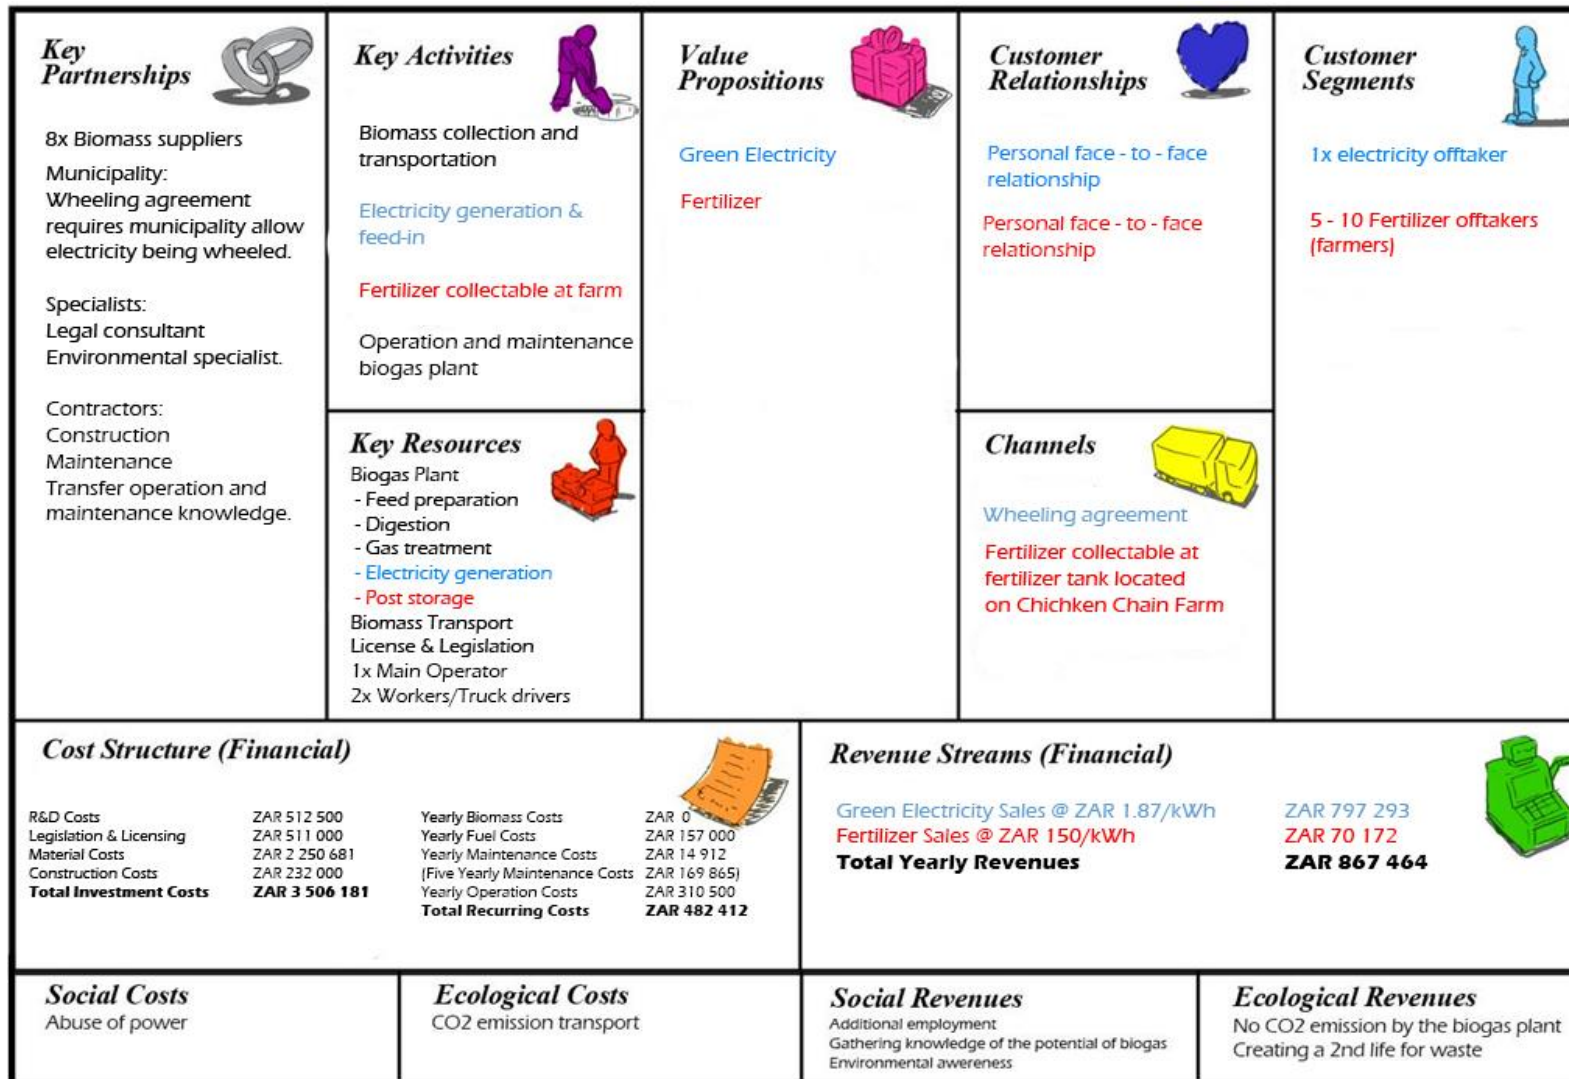 Key
Partnerships
8x Biomass suppliers
Municipality:
Wheeling agreement
requires municipality allow
electricity being wheeled.
Specialists:
Legal consultant
Environmental specialist.
Contractors:
Construction
Maintenance
Transfer operation and
maintenance knowledge.
Key Activities
Biomass collection and
transportation
Electricity generation &
feed-in
Fertilizer collectable at farm
Operation and maintenance
biogas plant
Key Resources
Biogas Plant
- Feed preparation
- Digestion
- Gas treatment
- Electricity generation
- Post storage
Biomass Transport
License & Legislation
1x Main Operator
2x Workers/Truck drivers
Value
Propositions
Green Electricity
Fertilizer
Customer
Relationships
Personal face - to - face
relationship
Personal face - to - face
relationship
Channels
Wheeling agreement
Fertilizer collectable at
fertilizer tank located
on Chichken Chain Farm
Customer
Segments
1x electricity offtaker
5 - 10 Fertilizer offtakers
(farmers)
Cost Structure (Financial)
R&D Costs ZAR 512 500
Legislation & Licensing ZAR 511 000
Material Costs ZAR 2 250 681
Construction Costs ZAR 232 000
Total Investment Costs ZAR 3 506 181
Yearly Biomass Costs ZAR 0
Yearly Fuel Costs ZAR 157 000
Yearly Maintenance Costs ZAR 14 912
(Five Yearly Maintenance Costs ZAR 169 865)
Yearly Operation Costs ZAR 310 500
Total Recurring Costs ZAR 482 412
Revenue Streams (Financial)
Green Electricity Sales @ ZAR 1.87/kWh ZAR 797 293
Fertilizer Sales @ ZAR 150/kWh ZAR 70 172
Total Yearly Revenues ZAR 867 464
Social Costs
Abuse of power
Ecological Costs
CO2 emission transport
Social Revenues
Additional employment
Gathering knowledge of the potential of biogas
Environmental awereness
Ecological Revenues
No CO2 emission by the biogas plant
Creating a 2nd life for waste